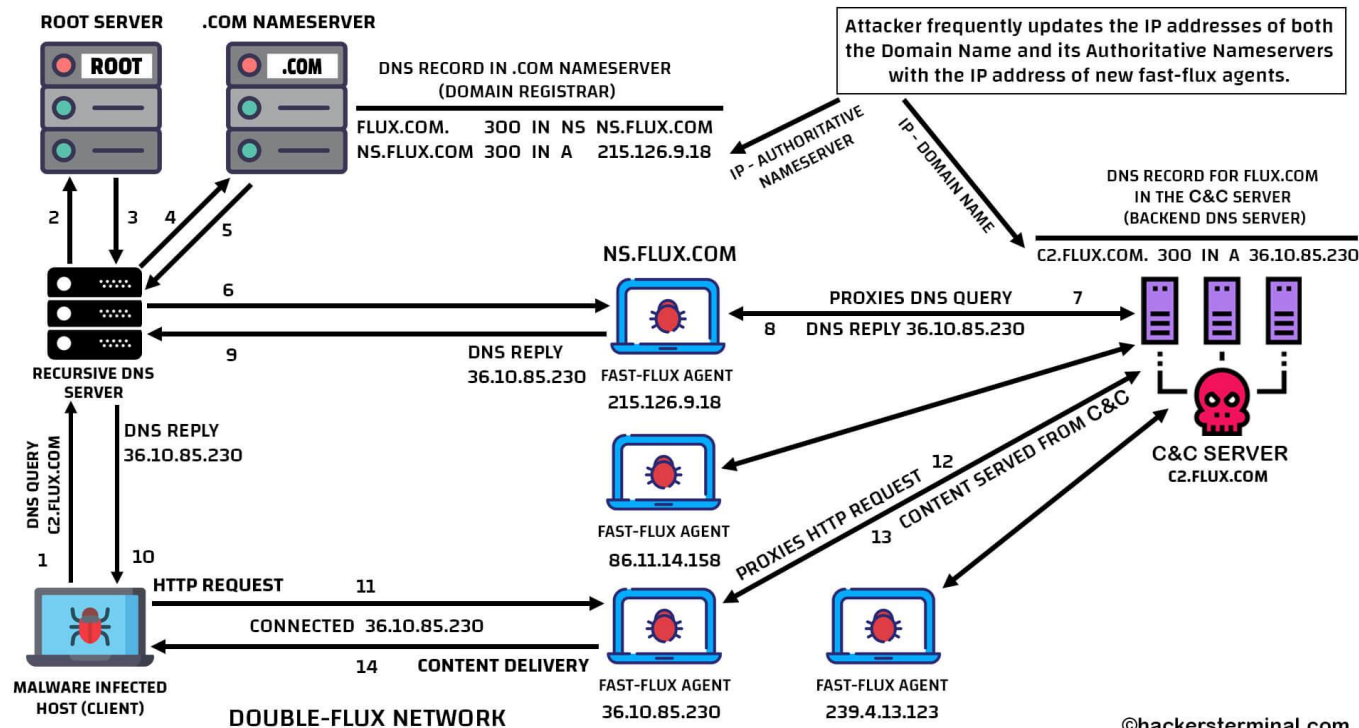 ROOT SERVER
.COM NAMESERVER
ROOT
.COM
DNS RECORD IN .COM NAMESERVER
(DOMAIN REGISTRAR)
FLUX.COM. 300 IN NS NS.FLUX.COM
NS.FLUX.COM 300 IN A 215.126.9.18
Attacker frequently updates the IP addresses of both
the Domain Name and its Authoritative Nameservers
with the IP address of new fast-flux agents.
IP - AUTHORITATIVE
NAMESERVER
IP - DOMAIN NAME
DNS RECORD FOR FLUX.COM
IN THE C&C SERVER
(BACKEND DNS SERVER)
C2.FLUX.COM. 300 IN A 36.10.85.230
2
3
4
5
NS.FLUX.COM
6
PROXIES DNS QUERY 7
8 DNS REPLY 36.10.85.230
9
DNS REPLY
36.10.85.230
FAST-FLUX AGENT
215.126.9.18
RECURSIVE DNS
SERVER
DNS QUERY
C2.FLUX.COM
1
DNS REPLY
36.10.85.230
10
C&C SERVER
C2.FLUX.COM
FAST-FLUX AGENT
86.11.14.158
PROXIES HTTP REQUEST 12
13 CONTENT SERVED FROM C&C
HTTP REQUEST 11
CONNECTED 36.10.85.230
14 CONTENT DELIVERY
MALWARE INFECTED
HOST (CLIENT)
FAST-FLUX AGENT
36.10.85.230
FAST-FLUX AGENT
239.4.13.123
DOUBLE-FLUX NETWORK
©hackersterminal.com